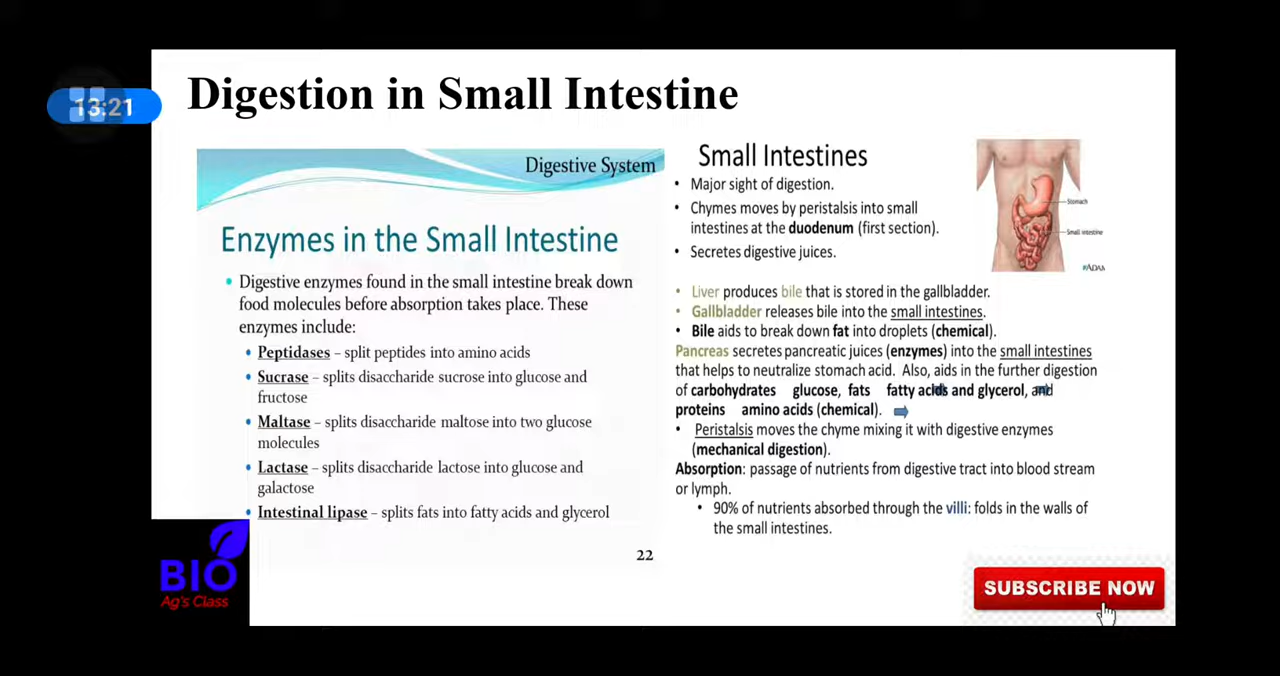 13:21
Digestion in Small Intestine
Digestive System
Enzymes in the Small Intestine
• Digestive enzymes found in the small intestine break down
food molecules before absorption takes place. These
enzymes include:
• Peptidases – split peptides into amino acids
• Sucrase – splits disaccharide sucrose into glucose and
fructose
• Maltase – splits disaccharide maltose into two glucose
molecules
• Lactase – splits disaccharide lactose into glucose and
galactose
• Intestinal lipase – splits fats into fatty acids and glycerol
22
Small Intestines
• Major sight of digestion.
• Chymes moves by peristalsis into small
intestines at the duodenum (first section).
• Secretes digestive juices.
Stomach
Small intestine
ADAM
• Liver produces bile that is stored in the gallbladder.
• Gallbladder releases bile into the small intestines.
• Bile aids to break down fat into droplets (chemical).
Pancreas secretes pancreatic juices (enzymes) into the small intestines
that helps to neutralize stomach acid. Also, aids in the further digestion
of carbohydrates glucose, fats fatty acids and glycerol, and
proteins amino acids (chemical).
• Peristalsis moves the chyme mixing it with digestive enzymes
(mechanical digestion).
Absorption: passage of nutrients from digestive tract into blood stream
or lymph.
• 90% of nutrients absorbed through the villi: folds in the walls of
the small intestines.
BIO
Ag's Class
SUBSCRIBE NOW